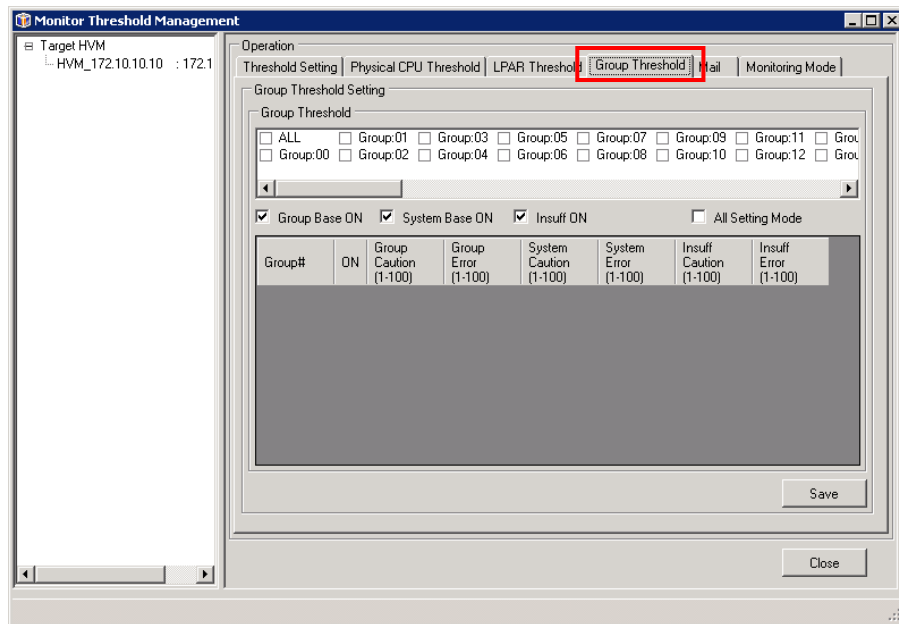 Monitor Threshold Management
Target HVM
HVM_172.10.10.10 : 172.1
Operation
Threshold Setting Physical CPU Threshold LPAR Threshold Group Threshold Mail Monitoring Mode
Group Threshold Setting
Group Threshold
ALL Group:01 Group:03 Group:05 Group:07 Group:09 Group:11 Grou
Group:00 Group:02 Group:04 Group:06 Group:08 Group:10 Group:12 Grou
Group Base ON System Base ON Insuff ON All Setting Mode
Group# ON Group Caution (1-100) Group Error (1-100) System Caution (1-100) System Error (1-100) Insuff Caution (1-100) Insuff Error (1-100)
Save
Close